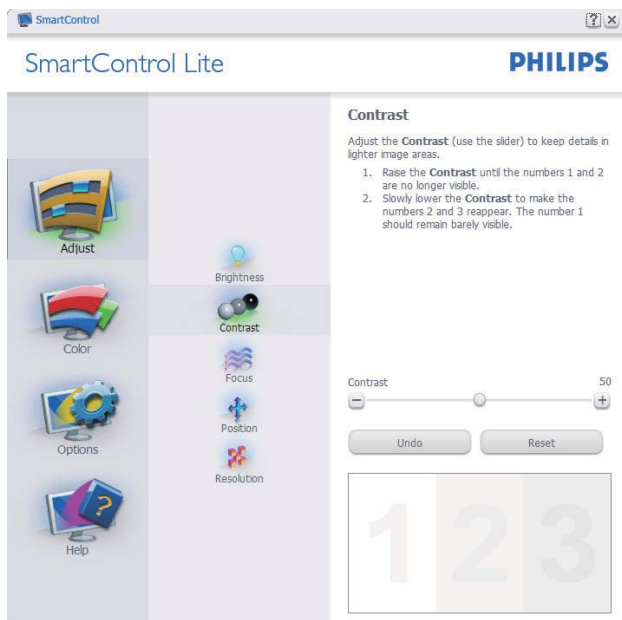 SmartControl
SmartControl Lite
PHILIPS
Adjust
Color
Options
Help
Brightness
Contrast
Focus
Position
Resolution
Contrast
Adjust the Contrast (use the slider) to keep details in
lighter image areas.
1. Raise the Contrast until the numbers 1 and 2
are no longer visible.
2. Slowly lower the Contrast to make the
numbers 2 and 3 reappear. The number 1
should remain barely visible.
Contrast 50
Undo Reset
1 2 3